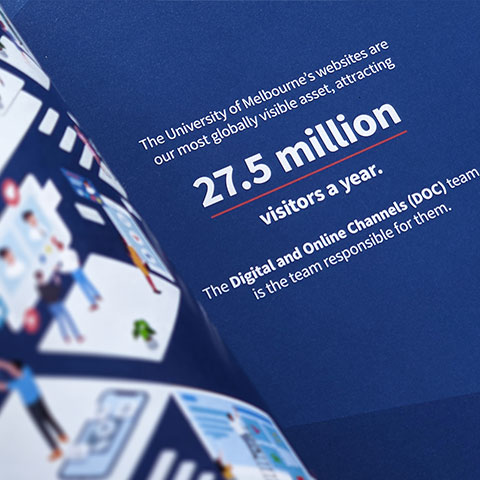 The University of Melbourne's websites are
our most globally visible asset, attracting
27.5 million
visitors a year.
The Digital and Online Channels (DOC) team
is the team responsible for them.